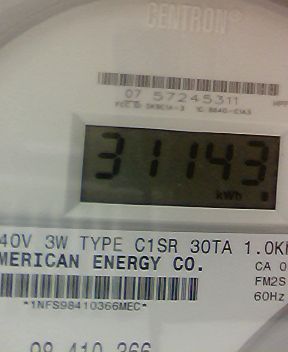 CENTRON®
07 57245311
31143
kWh
40V 3W TYPE C1SR 30TA 1.0K
MERICAN ENERGY CO.
CA 0
FM2S
60Hz
*1NFS98410366MEC*
98 410 366